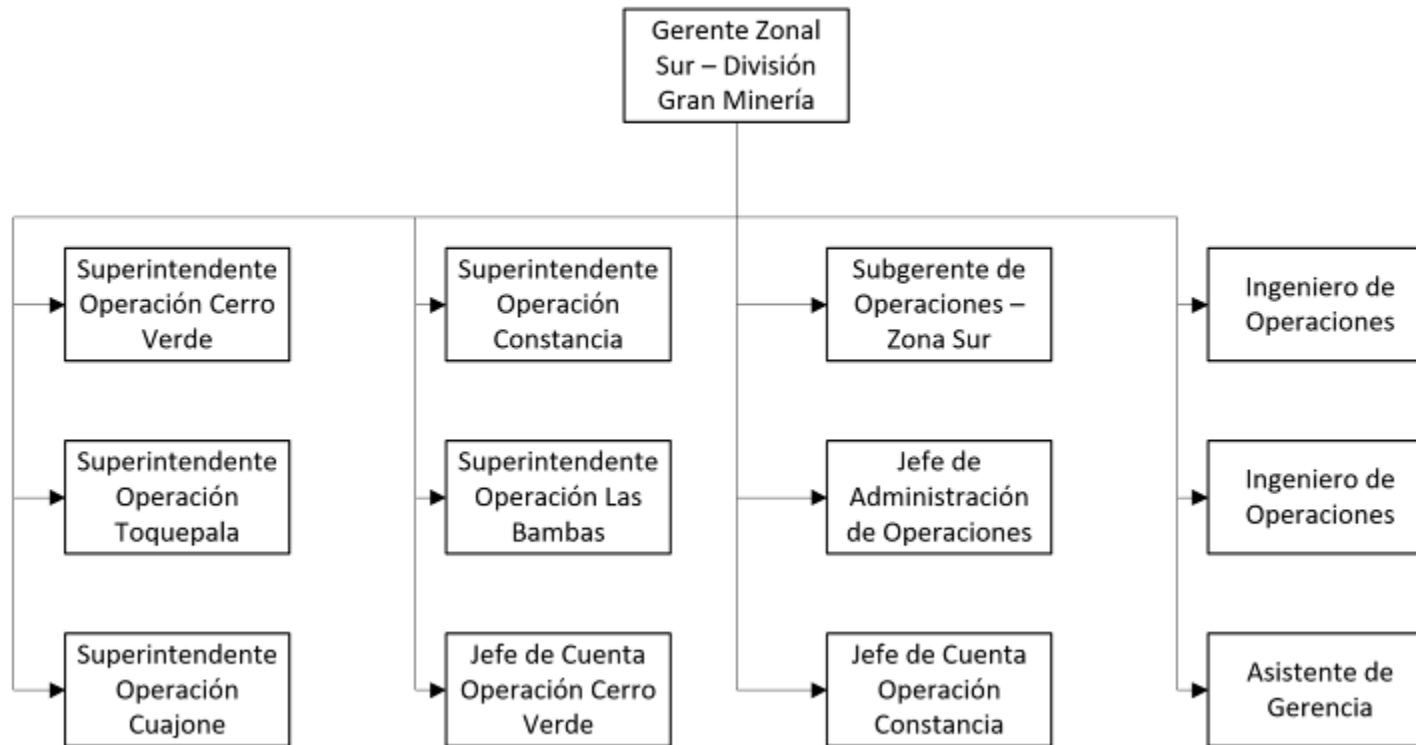 Gerente Zonal
Sur – División
Gran Minería
Superintendente
Operación Cerro
Verde
Superintendente
Operación
Constancia
Subgerente de
Operaciones –
Zona Sur
Ingeniero de
Operaciones
Superintendente
Operación
Toquepala
Superintendente
Operación Las
Bambas
Jefe de
Administración
de Operaciones
Ingeniero de
Operaciones
Superintendente
Operación
Cuajone
Jefe de Cuenta
Operación Cerro
Verde
Jefe de Cuenta
Operación
Constancia
Asistente de
Gerencia